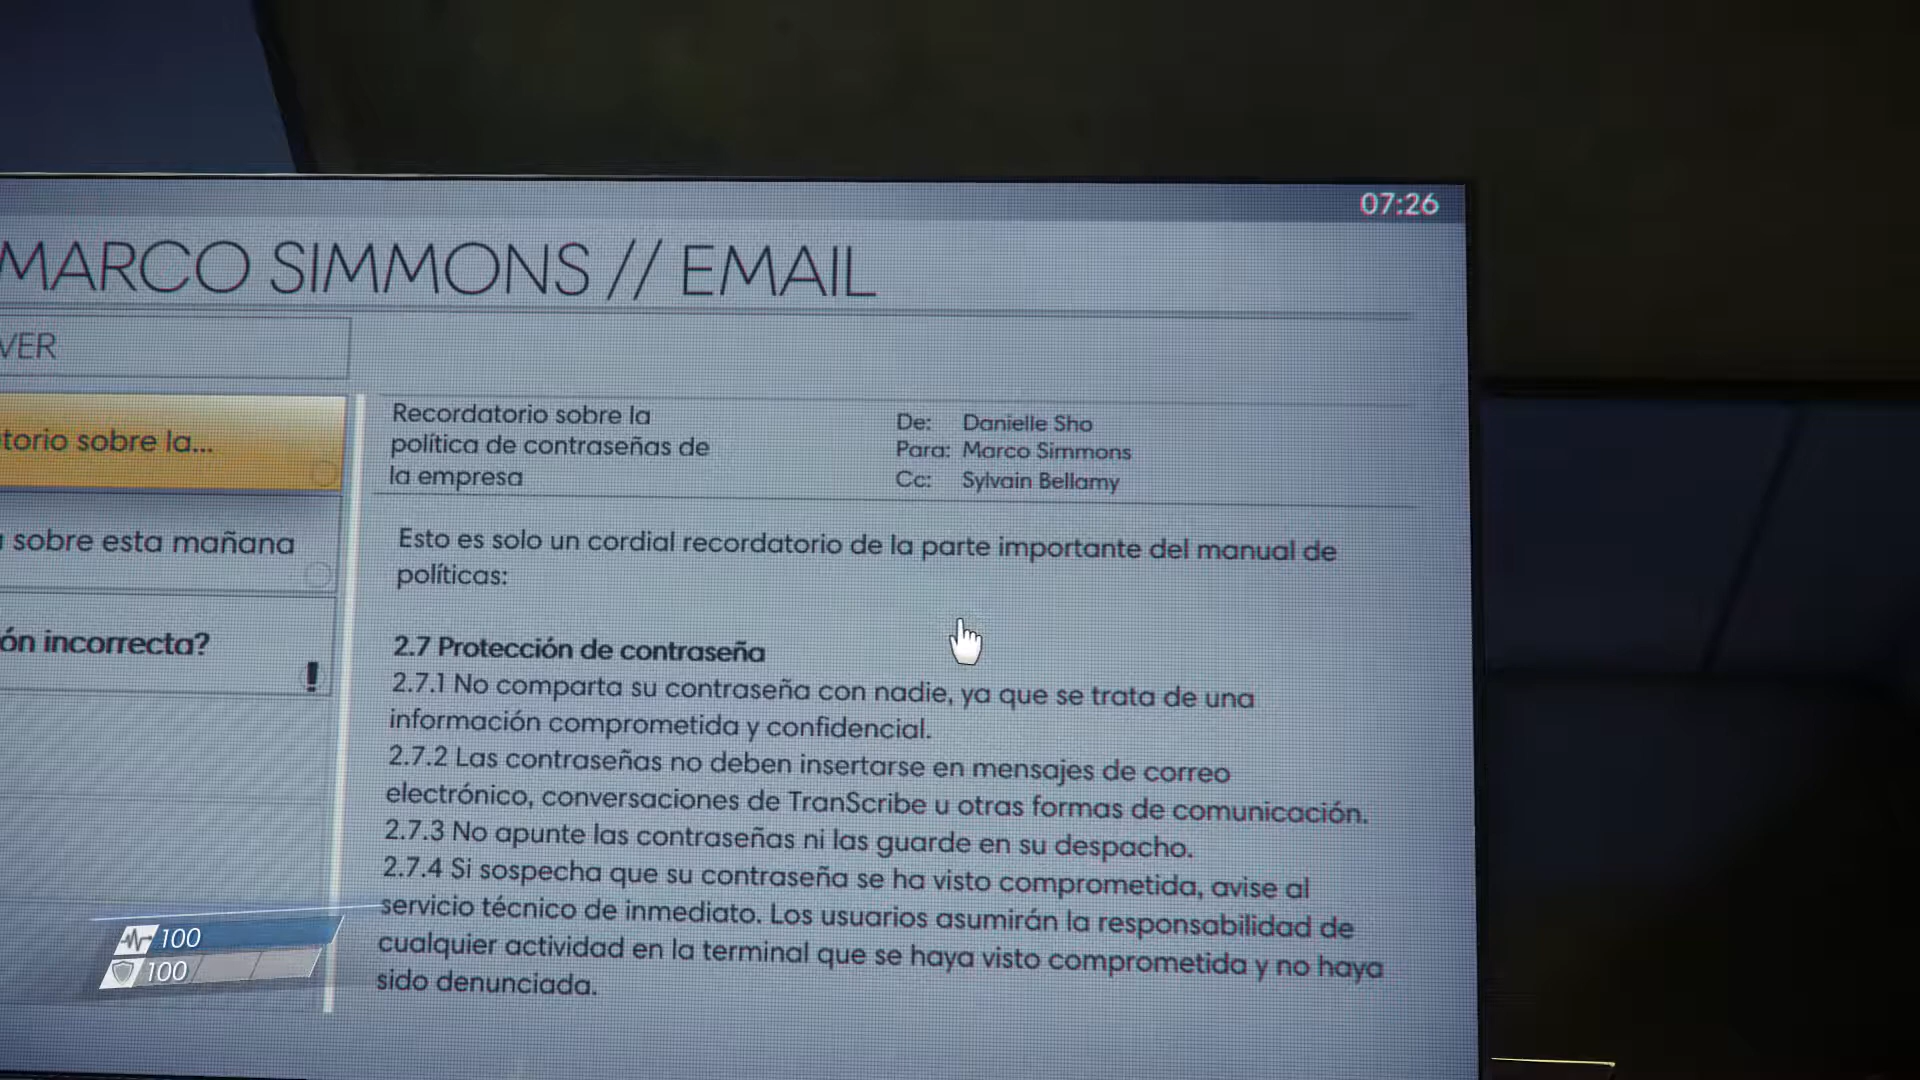 07:26
MARCO SIMMONS // EMAIL
VER
torio sobre la...
sobre esta mañana
ón incorrecta?
!
Recordatorio sobre la
política de contraseñas de
la empresa
De: Danielle Sho
Para: Marco Simmons
Cc: Sylvain Bellamy
Esto es solo un cordial recordatorio de la parte importante del manual de
políticas:
2.7 Protección de contraseña
2.7.1 No comparta su contraseña con nadie, ya que se trata de una
información comprometida y confidencial.
2.7.2 Las contraseñas no deben insertarse en mensajes de correo
electrónico, conversaciones de TranScribe u otras formas de comunicación.
2.7.3 No apunte las contraseñas ni las guarde en su despacho.
2.7.4 Si sospecha que su contraseña se ha visto comprometida, avise al
servicio técnico de inmediato. Los usuarios asumirán la responsabilidad de
cualquier actividad en la terminal que se haya visto comprometida y no haya
sido denunciada.
100
100